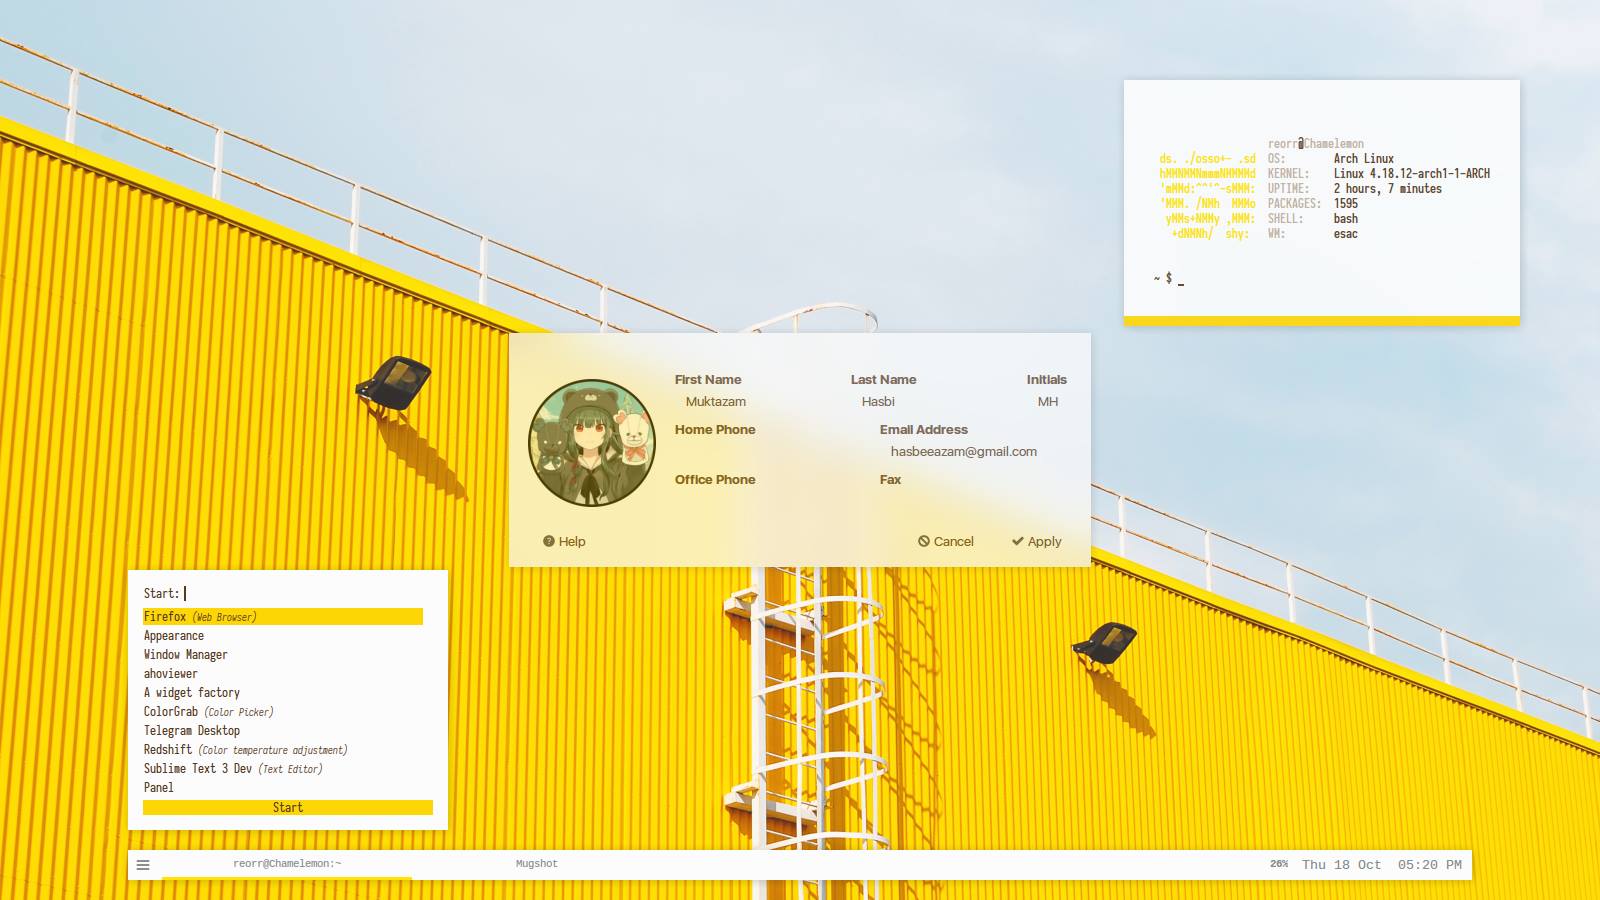 reorr@Chamelemon
ds. ./osso+- .sd OS: Arch Linux
hMMNMMNmmmNMMMMd KERNEL: Linux 4.18.12-arch1-1-ARCH
'mMMd:^^'^-sMMM: UPTIME: 2 hours, 7 minutes
'MMM. /NMh MMMo PACKAGES: 1595
yMMs+NMMy ,MMM: SHELL: bash
+dNMNh/ shy: WM: esac
~ $ _
First Name Last Name Initials
Muktazam Hasbi MH
Home Phone Email Address
hasbeeazam@gmail.com
Office Phone Fax
Help Cancel Apply
Start:
Firefox (Web Browser)
Appearance
Window Manager
ahoviewer
A widget factory
ColorGrab (Color Picker)
Telegram Desktop
Redshift (Color temperature adjustment)
Sublime Text 3 Dev (Text Editor)
Panel
Start
reorr@Chamelemon:~ Mugshot 26% Thu 18 Oct 05:20 PM